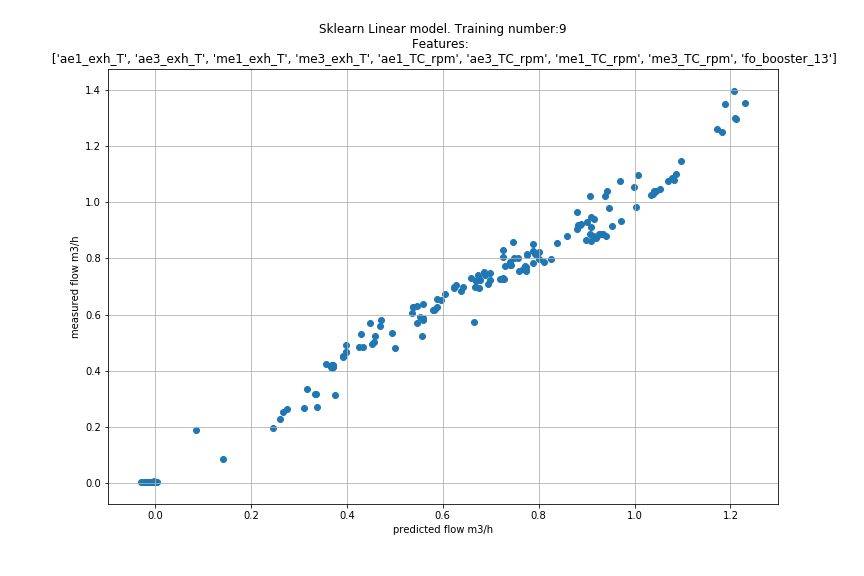 Sklearn Linear model. Training number:9
Features:
['ae1_exh_T', 'ae3_exh_T', 'me1_exh_T', 'me3_exh_T', 'ae1_TC_rpm', 'ae3_TC_rpm', 'me1_TC_rpm', 'me3_TC_rpm', 'fo_booster_13']
1.4
1.2
1.0
0.8
0.6
0.4
0.2
0.0
measured flow m3/h
0.0 0.2 0.4 0.6 0.8 1.0 1.2
predicted flow m3/h